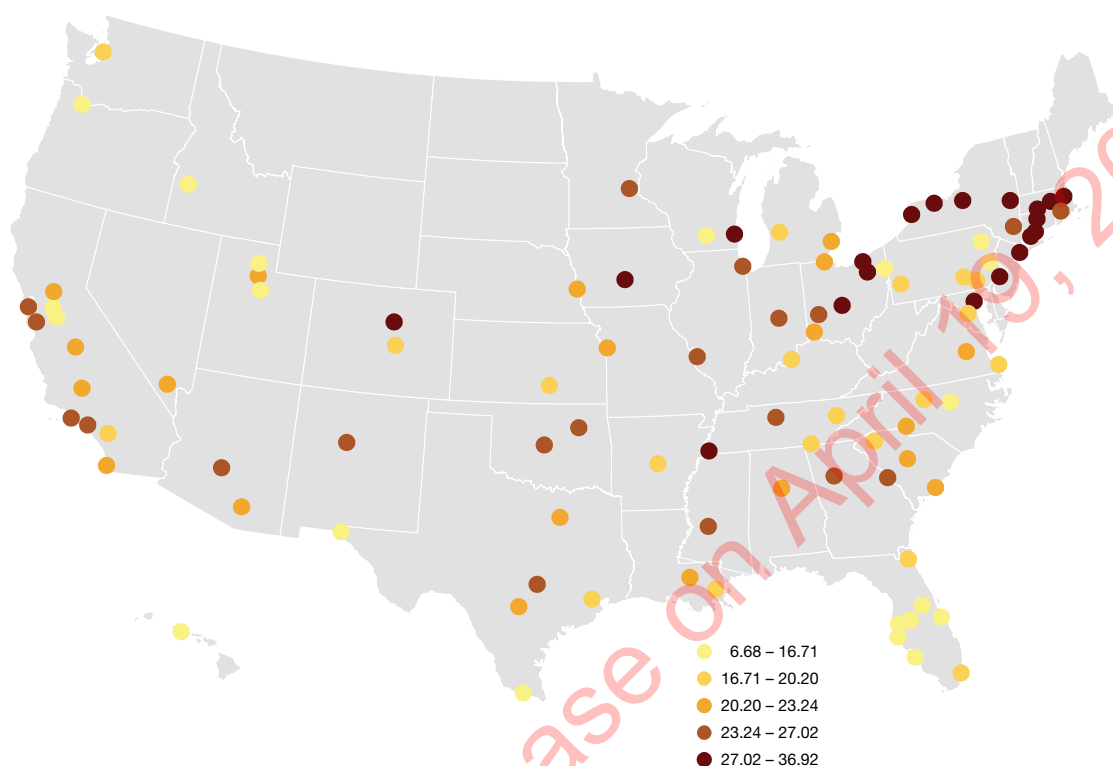 ase on April 19, 20
6.68 – 16.71
16.71 – 20.20
20.20 – 23.24
23.24 – 27.02
27.02 – 36.92